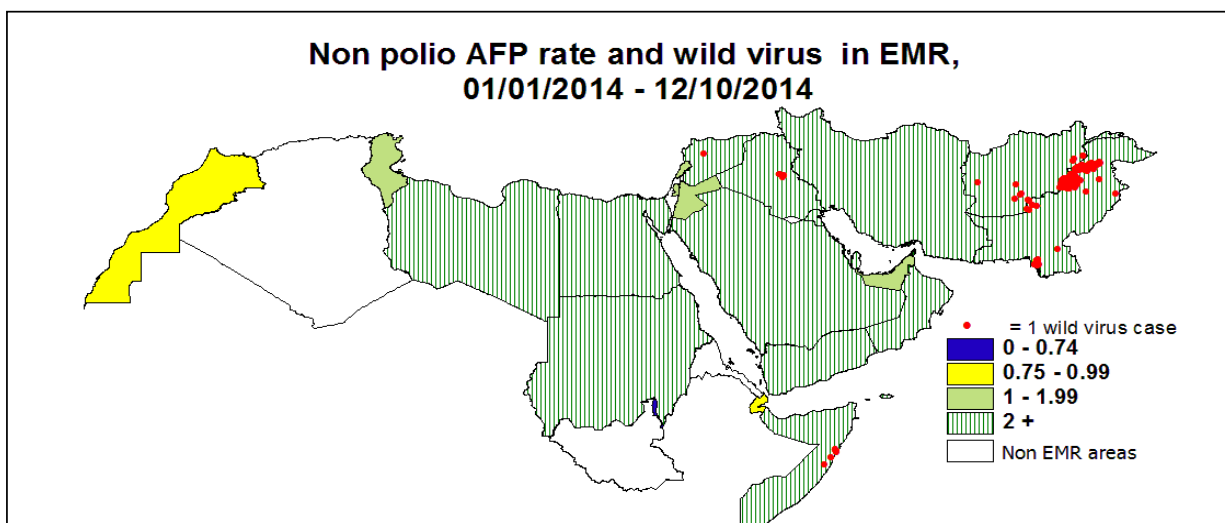 Non polio AFP rate and wild virus in EMR,
01/01/2014 - 12/10/2014
= 1 wild virus case
0 - 0.74
0.75 - 0.99
1 - 1.99
2 +
Non EMR areas